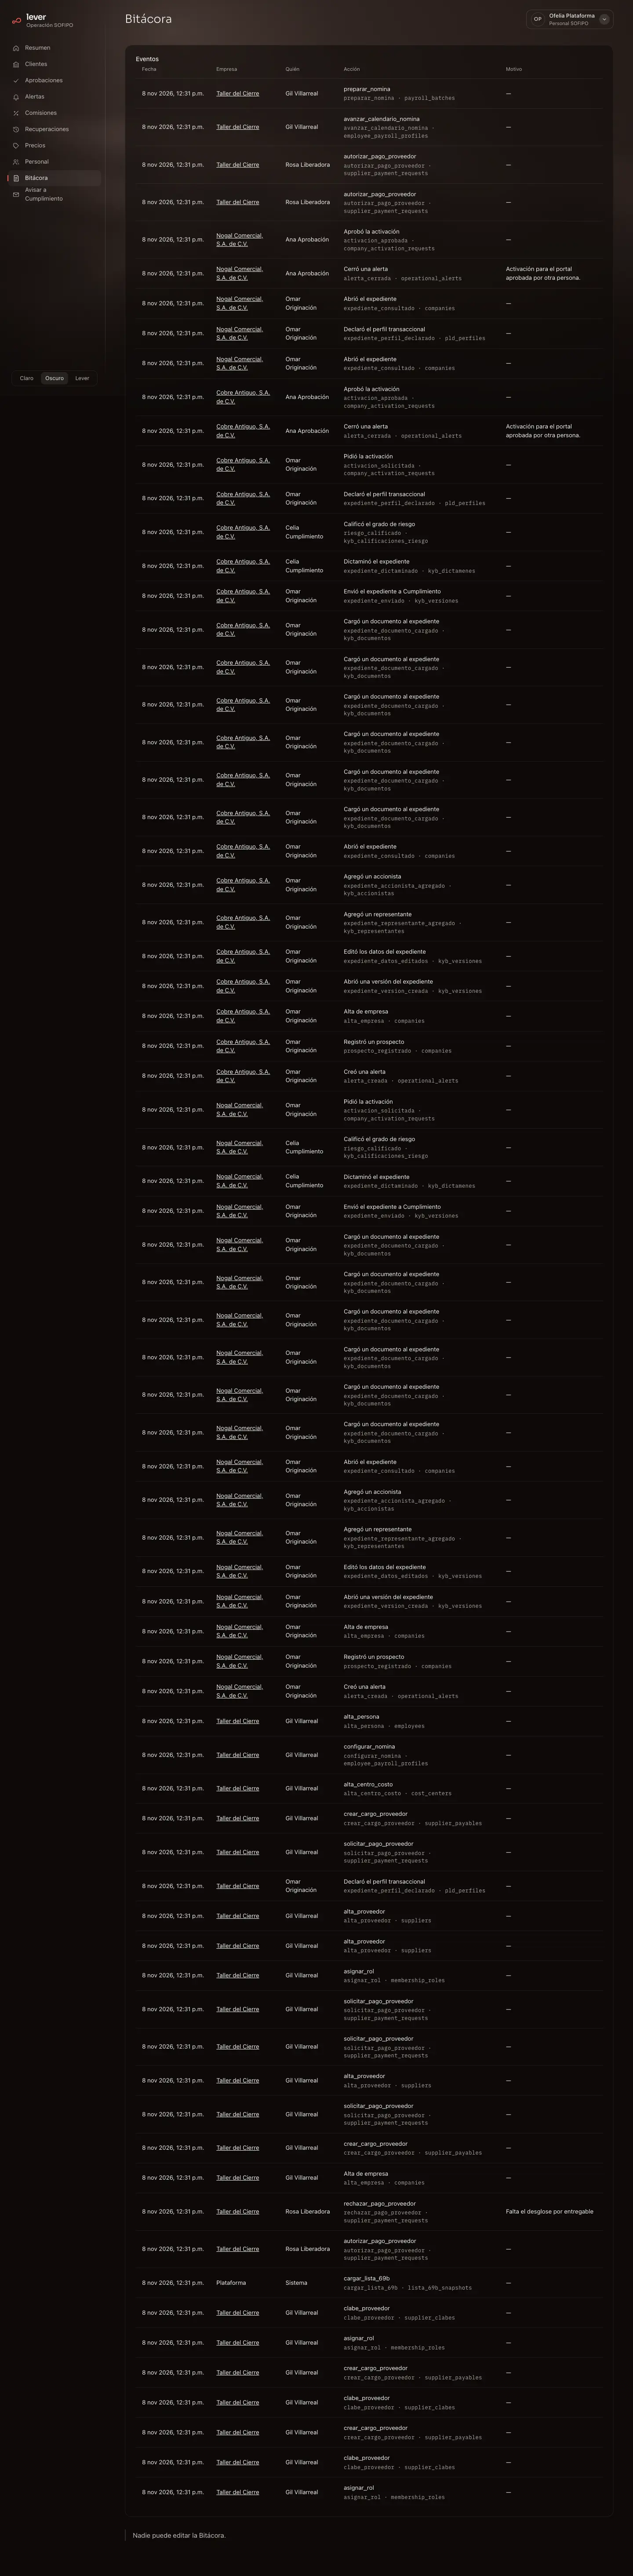 lever
Operación SOFIPO
Resumen
Clientes
Aprobaciones
Alertas
Comisiones
Recuperaciones
Precios
Personal
Bitácora
Avisar a
Cumplimiento
Claro Oscuro Lever
Bitácora
OP
Ofelia Plataforma
Personal SOFIPO
Eventos
Fecha Empresa Quién Acción Motivo
8 nov 2026, 12:31 p.m. Taller del Cierre Gil Villarreal preparar_nomina —
preparar_nomina · payroll_batches
8 nov 2026, 12:31 p.m. Taller del Cierre Gil Villarreal avanzar_calendario_nomina —
avanzar_calendario_nomina ·
employee_payroll_profiles
8 nov 2026, 12:31 p.m. Taller del Cierre Rosa Liberadora autorizar_pago_proveedor —
autorizar_pago_proveedor ·
supplier_payment_requests
8 nov 2026, 12:31 p.m. Taller del Cierre Rosa Liberadora autorizar_pago_proveedor —
autorizar_pago_proveedor ·
supplier_payment_requests
8 nov 2026, 12:31 p.m. Nogal Comercial, S.A. de C.V. Ana Aprobación Aprobó la activación —
activacion_aprobada ·
company_activation_requests
8 nov 2026, 12:31 p.m. Nogal Comercial, S.A. de C.V. Ana Aprobación Cerró una alerta Activación para el portal aprobada por otra persona.
alerta_cerrada · operational_alerts
8 nov 2026, 12:31 p.m. Nogal Comercial, S.A. de C.V. Omar Originación Abrió el expediente —
expediente_consultado · companies
8 nov 2026, 12:31 p.m. Nogal Comercial, S.A. de C.V. Omar Originación Declaró el perfil transaccional —
expediente_perfil_declarado · pld_perfiles
8 nov 2026, 12:31 p.m. Nogal Comercial, S.A. de C.V. Omar Originación Abrió el expediente —
expediente_consultado · companies
8 nov 2026, 12:31 p.m. Cobre Antiguo, S.A. de C.V. Ana Aprobación Aprobó la activación —
activacion_aprobada ·
company_activation_requests
8 nov 2026, 12:31 p.m. Cobre Antiguo, S.A. de C.V. Ana Aprobación Cerró una alerta Activación para el portal aprobada por otra persona.
alerta_cerrada · operational_alerts
8 nov 2026, 12:31 p.m. Cobre Antiguo, S.A. de C.V. Omar Originación Pidió la activación —
activacion_solicitada ·
company_activation_requests
8 nov 2026, 12:31 p.m. Cobre Antiguo, S.A. de C.V. Omar Originación Declaró el perfil transaccional —
expediente_perfil_declarado · pld_perfiles
8 nov 2026, 12:31 p.m. Cobre Antiguo, S.A. de C.V. Celia Cumplimiento Calificó el grado de riesgo —
riesgo_calificado ·
kyb_calificaciones_riesgo
8 nov 2026, 12:31 p.m. Cobre Antiguo, S.A. de C.V. Celia Cumplimiento Dictaminó el expediente —
expediente_dictaminado · kyb_dictamenes
8 nov 2026, 12:31 p.m. Cobre Antiguo, S.A. de C.V. Omar Originación Envió el expediente a Cumplimiento —
expediente_enviado · kyb_versiones
8 nov 2026, 12:31 p.m. Cobre Antiguo, S.A. de C.V. Omar Originación Cargó un documento al expediente —
expediente_documento_cargado ·
kyb_documentos
8 nov 2026, 12:31 p.m. Cobre Antiguo, S.A. de C.V. Omar Originación Cargó un documento al expediente —
expediente_documento_cargado ·
kyb_documentos
8 nov 2026, 12:31 p.m. Cobre Antiguo, S.A. de C.V. Omar Originación Cargó un documento al expediente —
expediente_documento_cargado ·
kyb_documentos
8 nov 2026, 12:31 p.m. Cobre Antiguo, S.A. de C.V. Omar Originación Cargó un documento al expediente —
expediente_documento_cargado ·
kyb_documentos
8 nov 2026, 12:31 p.m. Cobre Antiguo, S.A. de C.V. Omar Originación Cargó un documento al expediente —
expediente_documento_cargado ·
kyb_documentos
8 nov 2026, 12:31 p.m. Cobre Antiguo, S.A. de C.V. Omar Originación Cargó un documento al expediente —
expediente_documento_cargado ·
kyb_documentos
8 nov 2026, 12:31 p.m. Cobre Antiguo, S.A. de C.V. Omar Originación Abrió el expediente —
expediente_consultado · companies
8 nov 2026, 12:31 p.m. Cobre Antiguo, S.A. de C.V. Omar Originación Agregó un accionista —
expediente_accionista_agregado ·
kyb_accionistas
8 nov 2026, 12:31 p.m. Cobre Antiguo, S.A. de C.V. Omar Originación Agregó un representante —
expediente_representante_agregado ·
kyb_representantes
8 nov 2026, 12:31 p.m. Cobre Antiguo, S.A. de C.V. Omar Originación Editó los datos del expediente —
expediente_datos_editados · kyb_versiones
8 nov 2026, 12:31 p.m. Cobre Antiguo, S.A. de C.V. Omar Originación Abrió una versión del expediente —
expediente_version_creada · kyb_versiones
8 nov 2026, 12:31 p.m. Cobre Antiguo, S.A. de C.V. Omar Originación Alta de empresa —
alta_empresa · companies
8 nov 2026, 12:31 p.m. Cobre Antiguo, S.A. de C.V. Omar Originación Registró un prospecto —
prospecto_registrado · companies
8 nov 2026, 12:31 p.m. Cobre Antiguo, S.A. de C.V. Omar Originación Creó una alerta —
alerta_creada · operational_alerts
8 nov 2026, 12:31 p.m. Nogal Comercial, S.A. de C.V. Omar Originación Pidió la activación —
activacion_solicitada ·
company_activation_requests
8 nov 2026, 12:31 p.m. Nogal Comercial, S.A. de C.V. Celia Cumplimiento Calificó el grado de riesgo —
riesgo_calificado ·
kyb_calificaciones_riesgo
8 nov 2026, 12:31 p.m. Nogal Comercial, S.A. de C.V. Celia Cumplimiento Dictaminó el expediente —
expediente_dictaminado · kyb_dictamenes
8 nov 2026, 12:31 p.m. Nogal Comercial, S.A. de C.V. Omar Originación Envió el expediente a Cumplimiento —
expediente_enviado · kyb_versiones
8 nov 2026, 12:31 p.m. Nogal Comercial, S.A. de C.V. Omar Originación Cargó un documento al expediente —
expediente_documento_cargado ·
kyb_documentos
8 nov 2026, 12:31 p.m. Nogal Comercial, S.A. de C.V. Omar Originación Cargó un documento al expediente —
expediente_documento_cargado ·
kyb_documentos
8 nov 2026, 12:31 p.m. Nogal Comercial, S.A. de C.V. Omar Originación Cargó un documento al expediente —
expediente_documento_cargado ·
kyb_documentos
8 nov 2026, 12:31 p.m. Nogal Comercial, S.A. de C.V. Omar Originación Cargó un documento al expediente —
expediente_documento_cargado ·
kyb_documentos
8 nov 2026, 12:31 p.m. Nogal Comercial, S.A. de C.V. Omar Originación Cargó un documento al expediente —
expediente_documento_cargado ·
kyb_documentos
8 nov 2026, 12:31 p.m. Nogal Comercial, S.A. de C.V. Omar Originación Cargó un documento al expediente —
expediente_documento_cargado ·
kyb_documentos
8 nov 2026, 12:31 p.m. Nogal Comercial, S.A. de C.V. Omar Originación Abrió el expediente —
expediente_consultado · companies
8 nov 2026, 12:31 p.m. Nogal Comercial, S.A. de C.V. Omar Originación Agregó un accionista —
expediente_accionista_agregado ·
kyb_accionistas
8 nov 2026, 12:31 p.m. Nogal Comercial, S.A. de C.V. Omar Originación Agregó un representante —
expediente_representante_agregado ·
kyb_representantes
8 nov 2026, 12:31 p.m. Nogal Comercial, S.A. de C.V. Omar Originación Editó los datos del expediente —
expediente_datos_editados · kyb_versiones
8 nov 2026, 12:31 p.m. Nogal Comercial, S.A. de C.V. Omar Originación Abrió una versión del expediente —
expediente_version_creada · kyb_versiones
8 nov 2026, 12:31 p.m. Nogal Comercial, S.A. de C.V. Omar Originación Alta de empresa —
alta_empresa · companies
8 nov 2026, 12:31 p.m. Nogal Comercial, S.A. de C.V. Omar Originación Registró un prospecto —
prospecto_registrado · companies
8 nov 2026, 12:31 p.m. Nogal Comercial, S.A. de C.V. Omar Originación Creó una alerta —
alerta_creada · operational_alerts
8 nov 2026, 12:31 p.m. Taller del Cierre Gil Villarreal alta_persona —
alta_persona · employees
8 nov 2026, 12:31 p.m. Taller del Cierre Gil Villarreal configurar_nomina —
configurar_nomina ·
employee_payroll_profiles
8 nov 2026, 12:31 p.m. Taller del Cierre Gil Villarreal alta_centro_costo —
alta_centro_costo · cost_centers
8 nov 2026, 12:31 p.m. Taller del Cierre Gil Villarreal crear_cargo_proveedor —
crear_cargo_proveedor · supplier_payables
8 nov 2026, 12:31 p.m. Taller del Cierre Gil Villarreal solicitar_pago_proveedor —
solicitar_pago_proveedor ·
supplier_payment_requests
8 nov 2026, 12:31 p.m. Taller del Cierre Omar Originación Declaró el perfil transaccional —
expediente_perfil_declarado · pld_perfiles
8 nov 2026, 12:31 p.m. Taller del Cierre Gil Villarreal alta_proveedor —
alta_proveedor · suppliers
8 nov 2026, 12:31 p.m. Taller del Cierre Gil Villarreal alta_proveedor —
alta_proveedor · suppliers
8 nov 2026, 12:31 p.m. Taller del Cierre Gil Villarreal asignar_rol —
asignar_rol · membership_roles
8 nov 2026, 12:31 p.m. Taller del Cierre Gil Villarreal solicitar_pago_proveedor —
solicitar_pago_proveedor ·
supplier_payment_requests
8 nov 2026, 12:31 p.m. Taller del Cierre Gil Villarreal solicitar_pago_proveedor —
solicitar_pago_proveedor ·
supplier_payment_requests
8 nov 2026, 12:31 p.m. Taller del Cierre Gil Villarreal alta_proveedor —
alta_proveedor · suppliers
8 nov 2026, 12:31 p.m. Taller del Cierre Gil Villarreal solicitar_pago_proveedor —
solicitar_pago_proveedor ·
supplier_payment_requests
8 nov 2026, 12:31 p.m. Taller del Cierre Gil Villarreal crear_cargo_proveedor —
crear_cargo_proveedor · supplier_payables
8 nov 2026, 12:31 p.m. Taller del Cierre Gil Villarreal Alta de empresa —
alta_empresa · companies
8 nov 2026, 12:31 p.m. Taller del Cierre Rosa Liberadora rechazar_pago_proveedor Falta el desglose por entregable
rechazar_pago_proveedor ·
supplier_payment_requests
8 nov 2026, 12:31 p.m. Taller del Cierre Rosa Liberadora autorizar_pago_proveedor —
autorizar_pago_proveedor ·
supplier_payment_requests
8 nov 2026, 12:31 p.m. Plataforma Sistema cargar_lista_69b —
cargar_lista_69b · lista_69b_snapshots
8 nov 2026, 12:31 p.m. Taller del Cierre Gil Villarreal clabe_proveedor —
clabe_proveedor · supplier_clabes
8 nov 2026, 12:31 p.m. Taller del Cierre Gil Villarreal asignar_rol —
asignar_rol · membership_roles
8 nov 2026, 12:31 p.m. Taller del Cierre Gil Villarreal crear_cargo_proveedor —
crear_cargo_proveedor · supplier_payables
8 nov 2026, 12:31 p.m. Taller del Cierre Gil Villarreal clabe_proveedor —
clabe_proveedor · supplier_clabes
8 nov 2026, 12:31 p.m. Taller del Cierre Gil Villarreal crear_cargo_proveedor —
crear_cargo_proveedor · supplier_payables
8 nov 2026, 12:31 p.m. Taller del Cierre Gil Villarreal clabe_proveedor —
clabe_proveedor · supplier_clabes
8 nov 2026, 12:31 p.m. Taller del Cierre Gil Villarreal asignar_rol —
asignar_rol · membership_roles
Nadie puede editar la Bitácora.